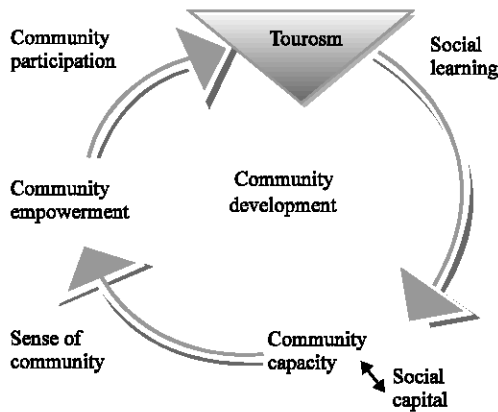 Community
participation
Tourosm
Social
learning
Community
empowerment
Community
development
Sense of
community
Community
capacity
Social
capital